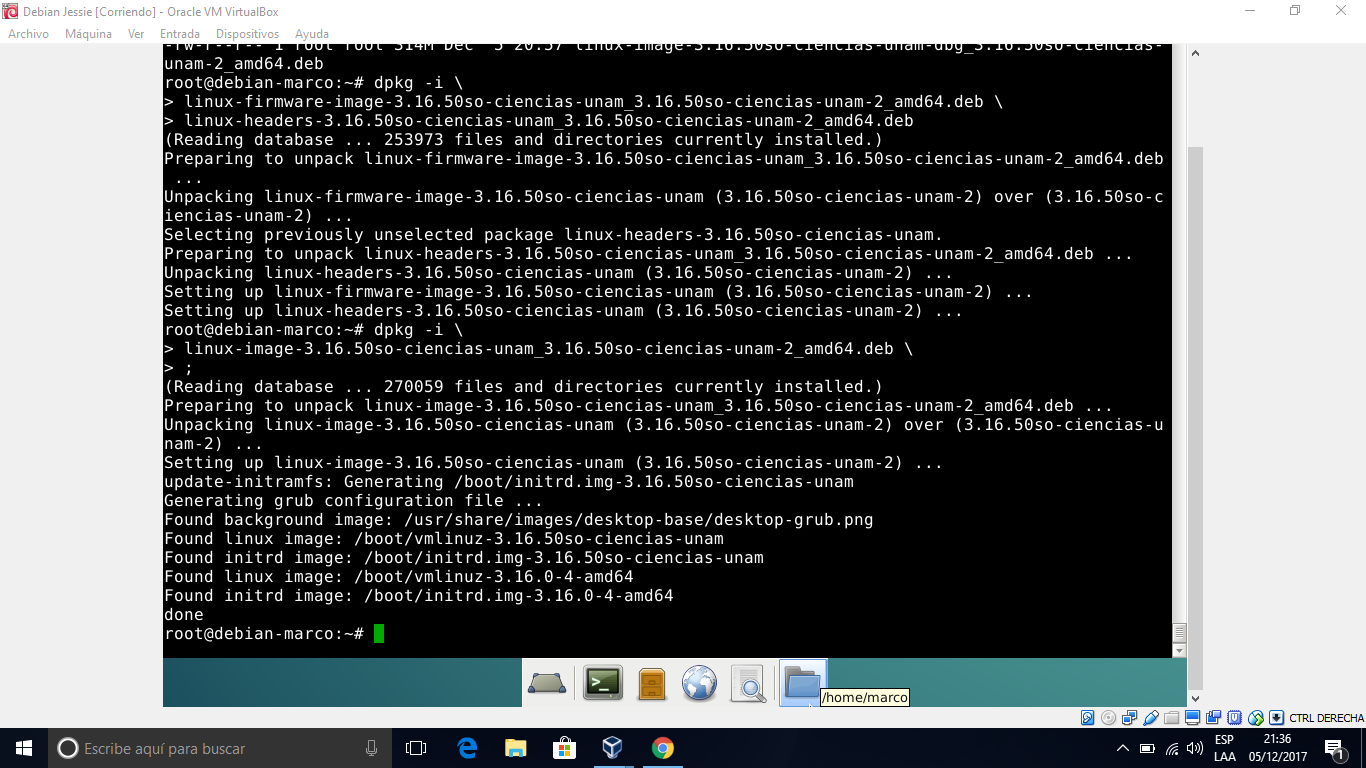 Debian Jessie [Corriendo] - Oracle VM VirtualBox
Archivo Máquina Ver Entrada Dispositivos Ayuda
-rw-r--r-- 1 root root 314M Dec 5 20:57 linux-image-3.16.50so-ciencias-unam-dbg_3.16.50so-ciencias-
unam-2_amd64.deb
root@debian-marco:~# dpkg -i \
> linux-firmware-image-3.16.50so-ciencias-unam_3.16.50so-ciencias-unam-2_amd64.deb \
> linux-headers-3.16.50so-ciencias-unam_3.16.50so-ciencias-unam-2_amd64.deb
(Reading database ... 253973 files and directories currently installed.)
Preparing to unpack linux-firmware-image-3.16.50so-ciencias-unam_3.16.50so-ciencias-unam-2_amd64.deb
...
Unpacking linux-firmware-image-3.16.50so-ciencias-unam (3.16.50so-ciencias-unam-2) over (3.16.50so-c
iencias-unam-2) ...
Selecting previously unselected package linux-headers-3.16.50so-ciencias-unam.
Preparing to unpack linux-headers-3.16.50so-ciencias-unam_3.16.50so-ciencias-unam-2_amd64.deb ...
Unpacking linux-headers-3.16.50so-ciencias-unam (3.16.50so-ciencias-unam-2) ...
Setting up linux-firmware-image-3.16.50so-ciencias-unam (3.16.50so-ciencias-unam-2) ...
Setting up linux-headers-3.16.50so-ciencias-unam (3.16.50so-ciencias-unam-2) ...
root@debian-marco:~# dpkg -i \
> linux-image-3.16.50so-ciencias-unam_3.16.50so-ciencias-unam-2_amd64.deb \
> ;
(Reading database ... 270059 files and directories currently installed.)
Preparing to unpack linux-image-3.16.50so-ciencias-unam_3.16.50so-ciencias-unam-2_amd64.deb ...
Unpacking linux-image-3.16.50so-ciencias-unam (3.16.50so-ciencias-unam-2) over (3.16.50so-ciencias-u
nam-2) ...
Setting up linux-image-3.16.50so-ciencias-unam (3.16.50so-ciencias-unam-2) ...
update-initramfs: Generating /boot/initrd.img-3.16.50so-ciencias-unam
Generating grub configuration file ...
Found background image: /usr/share/images/desktop-base/desktop-grub.png
Found linux image: /boot/vmlinuz-3.16.50so-ciencias-unam
Found initrd image: /boot/initrd.img-3.16.50so-ciencias-unam
Found linux image: /boot/vmlinuz-3.16.0-4-amd64
Found initrd image: /boot/initrd.img-3.16.0-4-amd64
done
root@debian-marco:~#
/home/marco
CTRL DERECHA
Escribe aquí para buscar
ESP
LAA
21:36
05/12/2017
1